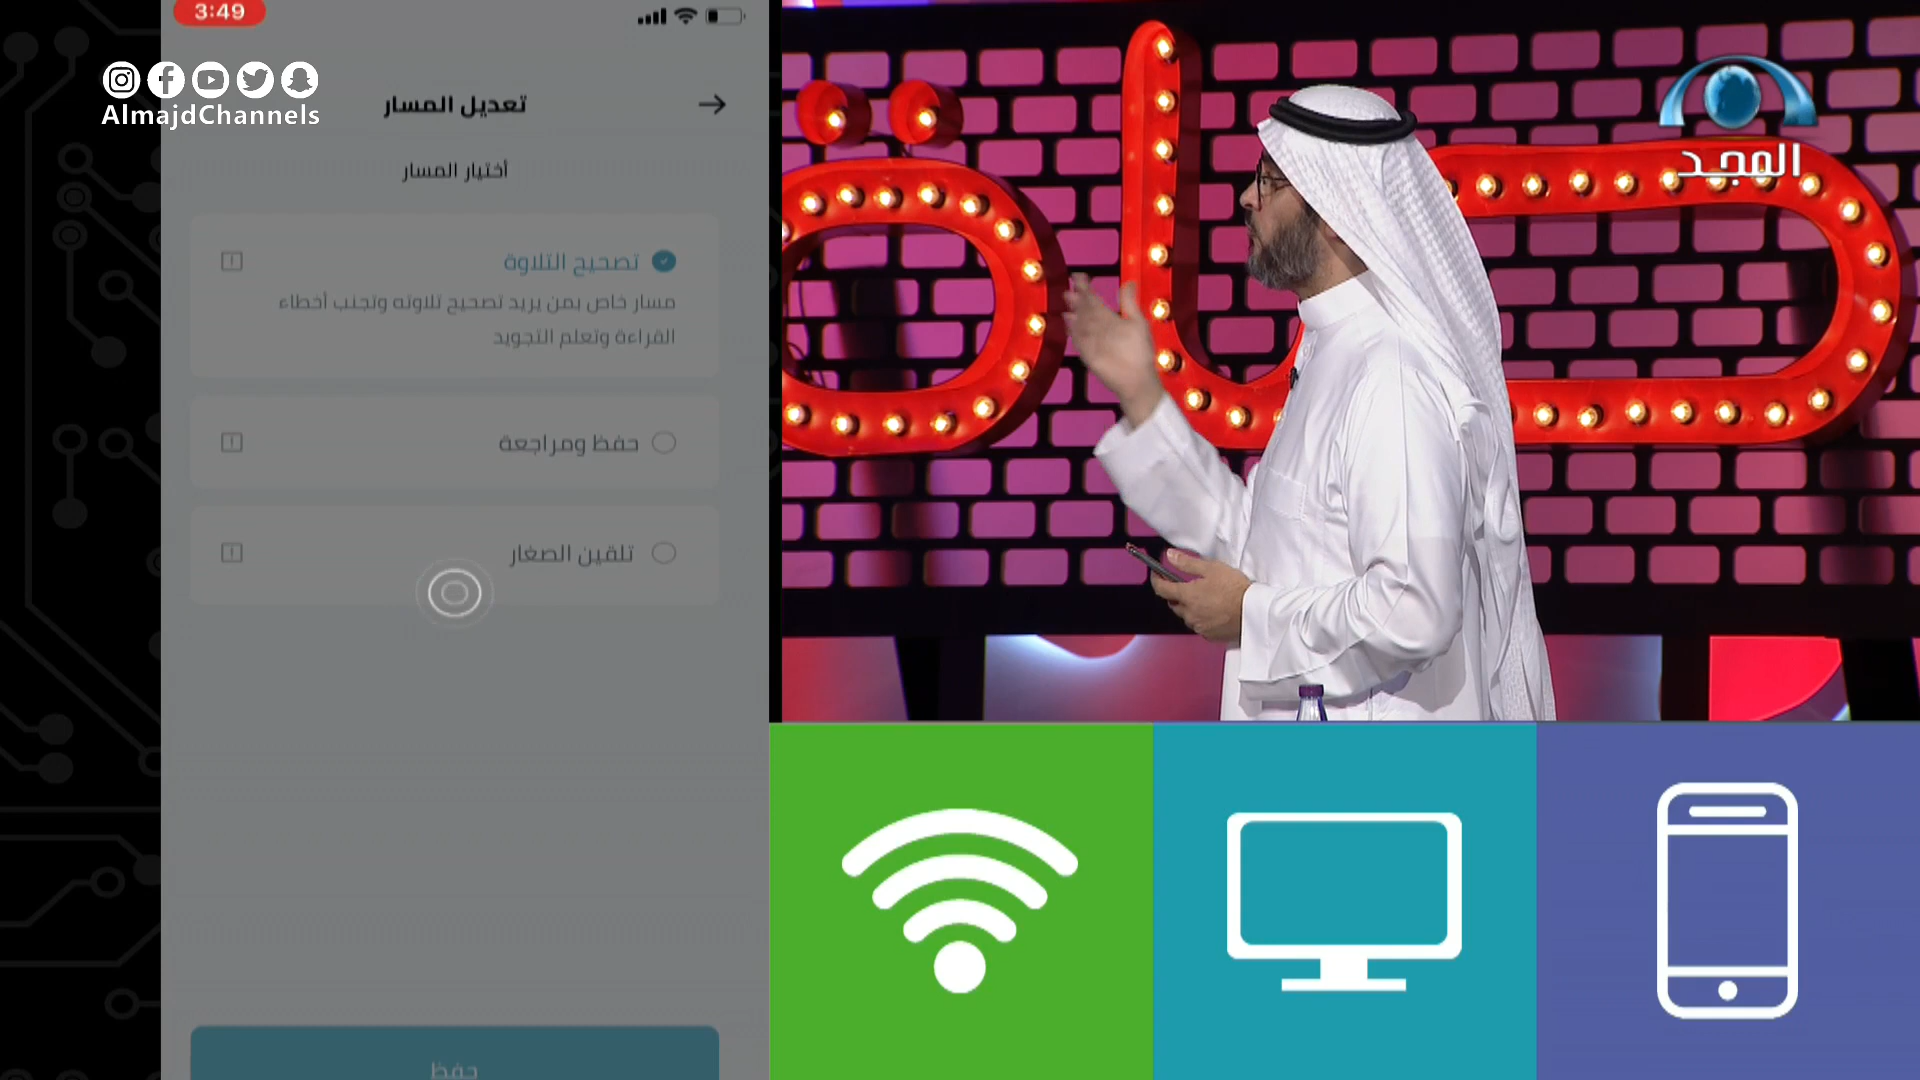 3:49
AlmajdChannels
تعديل المسار
أختيار المسار
تصحيح التلاوة
مسار خاص بمن يريد تصحيح تلاوته وتجنب أخطاء
القراءة وتعلم التجويد
حفظ ومراجعة
تلقين الصغار
حفظ
المجد